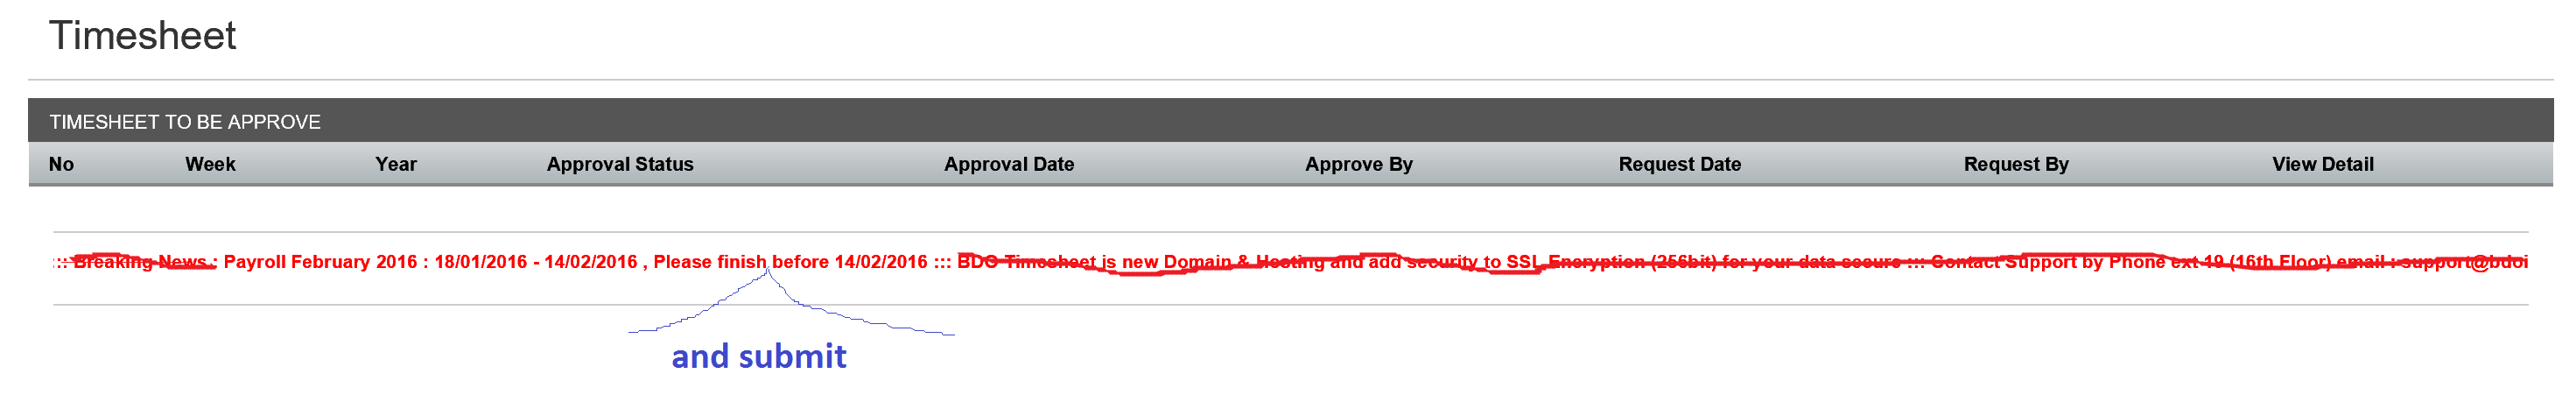 Timesheet
TIMESHEET TO BE APPROVE
No Week Year Approval Status Approval Date Approve By Request Date Request By View Detail
::: Breaking News : Payroll February 2016 : 18/01/2016 - 14/02/2016 , Please finish before 14/02/2016 ::: BDO Timesheet is new Domain & Hosting and add security to SSL Encryption (256bit) for your data secure ::: Contact Support by Phone ext 19 (16th Floor) email : support@bdoi
and submit